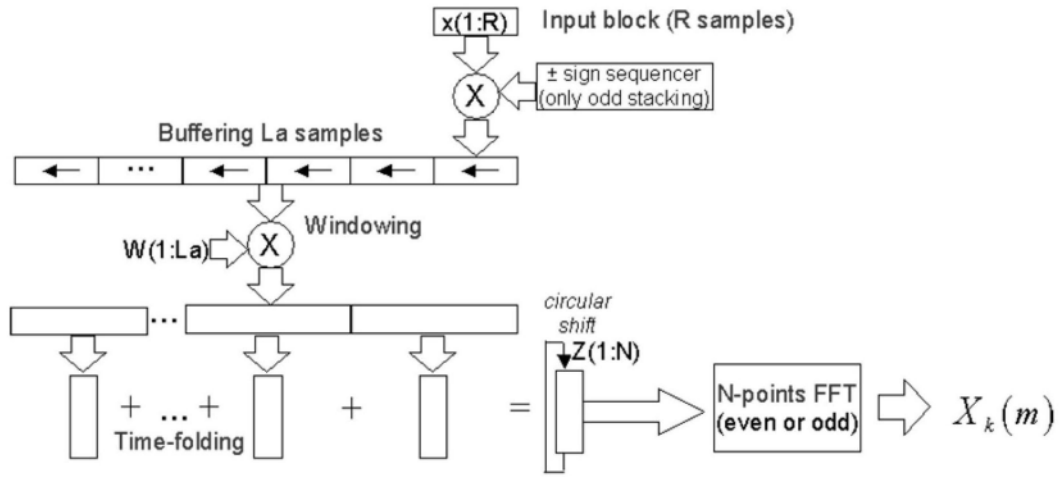 x(1:R)
Input block (R samples)
± sign sequencer
(only odd stacking)
X
Buffering La samples
...
Windowing
W(1:La)
X
...
circular
shift
Z(1:N)
+ ... + + =
Time-folding
N-points FFT
(even or odd)
X_k(m)